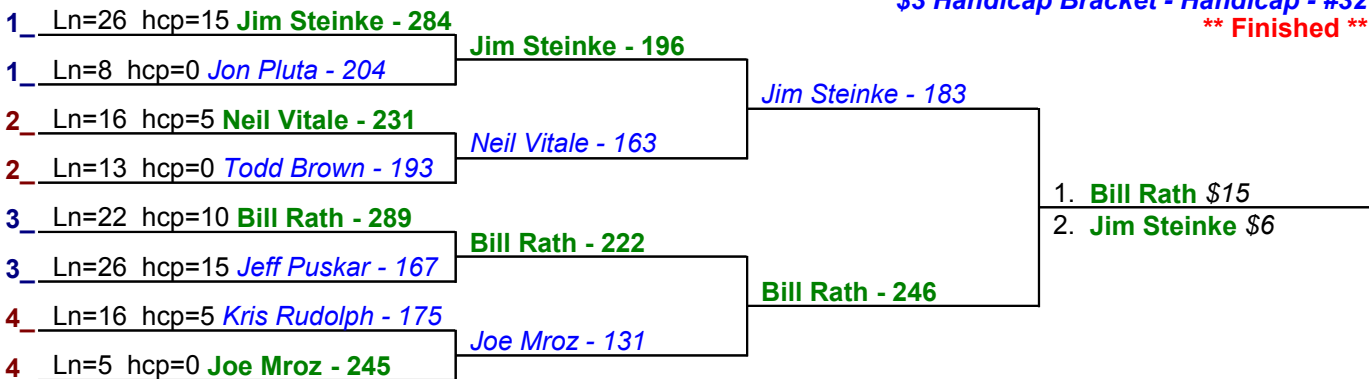 $3 Handicap Bracket - Handicap - #32
** Finished **
1_ Ln=26 hcp=15 Jim Steinke - 284
1_ Ln=8 hcp=0 Jon Pluta - 204
2_ Ln=16 hcp=5 Neil Vitale - 231
2_ Ln=13 hcp=0 Todd Brown - 193
3_ Ln=22 hcp=10 Bill Rath - 289
3_ Ln=26 hcp=15 Jeff Puskar - 167
4_ Ln=16 hcp=5 Kris Rudolph - 175
4 Ln=5 hcp=0 Joe Mroz - 245
Jim Steinke - 196
Neil Vitale - 163
Bill Rath - 222
Joe Mroz - 131
Jim Steinke - 183
Bill Rath - 246
1. Bill Rath $15
2. Jim Steinke $6